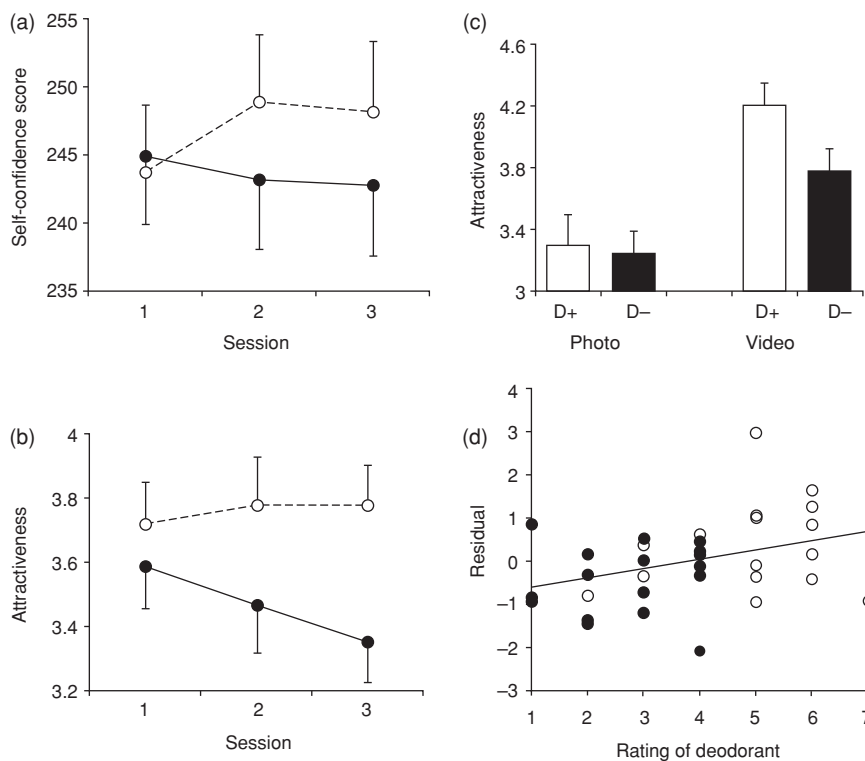 (a)
255
250
245
240
235
Self-confidence score
1 2 3
Session
(b)
4
3.8
3.6
3.4
3.2
Attractiveness
1 2 3
Session
(c)
4.6
4.2
3.8
3.4
3
Attractiveness
D+ D– D+ D–
Photo Video
(d)
4
3
2
1
0
–1
–2
–3
Residual
1 2 3 4 5 6 7
Rating of deodorant